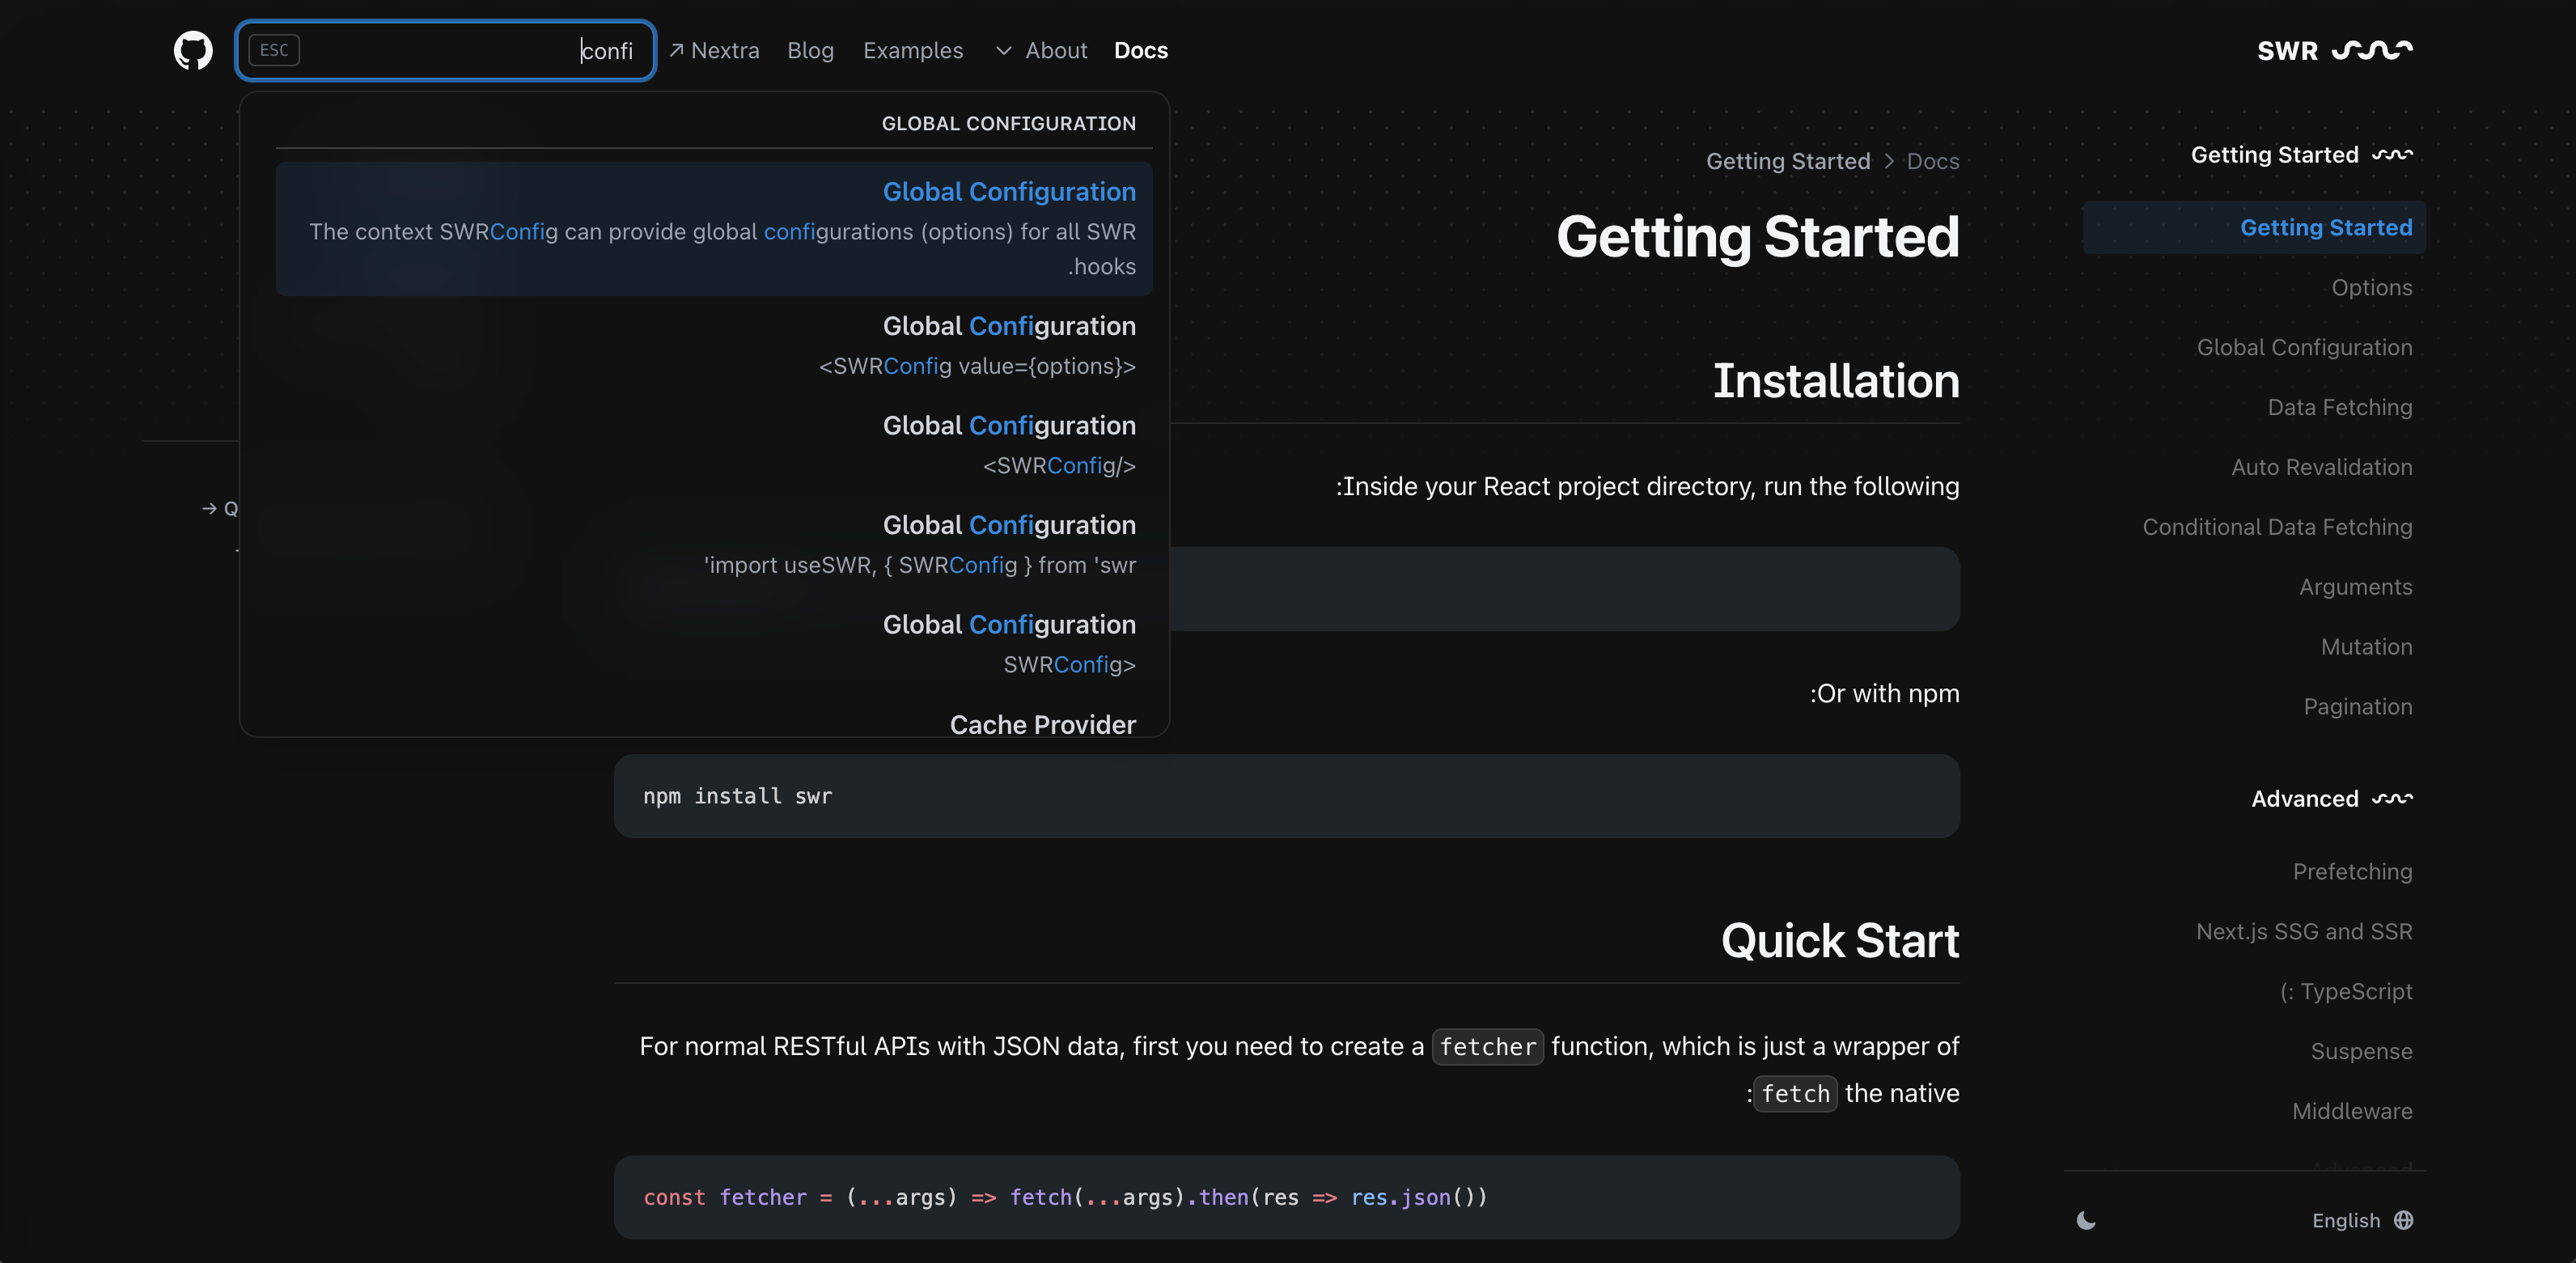 SWR
Docs
About
Examples
Blog
Nextra
confi
ESC
Getting Started
Getting Started
Options
Global Configuration
Data Fetching
Auto Revalidation
Conditional Data Fetching
Arguments
Mutation
Pagination
Advanced
Prefetching
Next.js SSG and SSR
(: TypeScript
Suspense
Middleware
English
Getting Started > Docs
Getting Started
Installation
:Inside your React project directory, run the following
:Or with npm
npm install swr
Quick Start
For normal RESTful APIs with JSON data, first you need to create a fetcher function, which is just a wrapper of
:fetch the native
const fetcher = (...args) => fetch(...args).then(res => res.json())
GLOBAL CONFIGURATION
Global Configuration
The context SWRConfig can provide global configurations (options) for all SWR
.hooks
Global Configuration
<SWRConfig value={options}>
Global Configuration
<SWRConfig/>
Global Configuration
'import useSWR, { SWRConfig } from 'swr
Global Configuration
SWRConfig>
Cache Provider